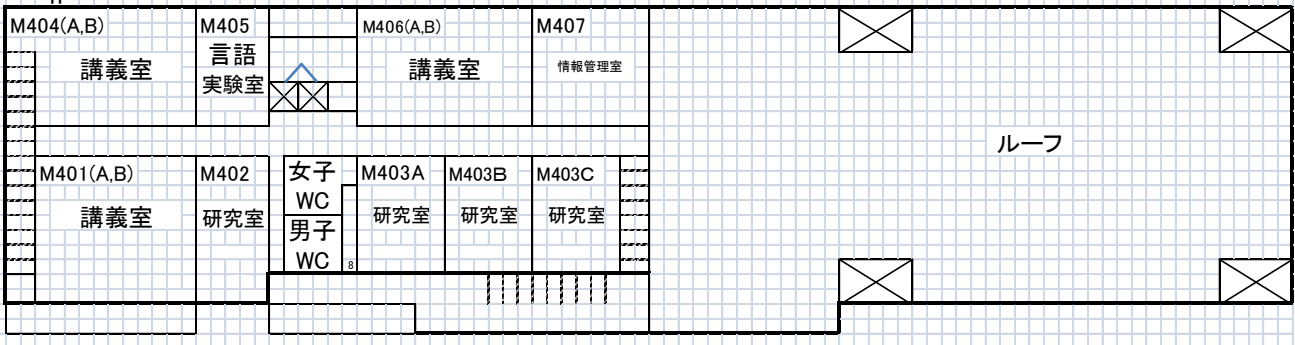 M404(A,B)
講義室
M405
言語
実験室
M406(A,B)
講義室
M407
情報管理室
ルーフ
M401(A,B)
講義室
M402
研究室
女子
WC
男子
WC
8
M403A
研究室
M403B
研究室
M403C
研究室